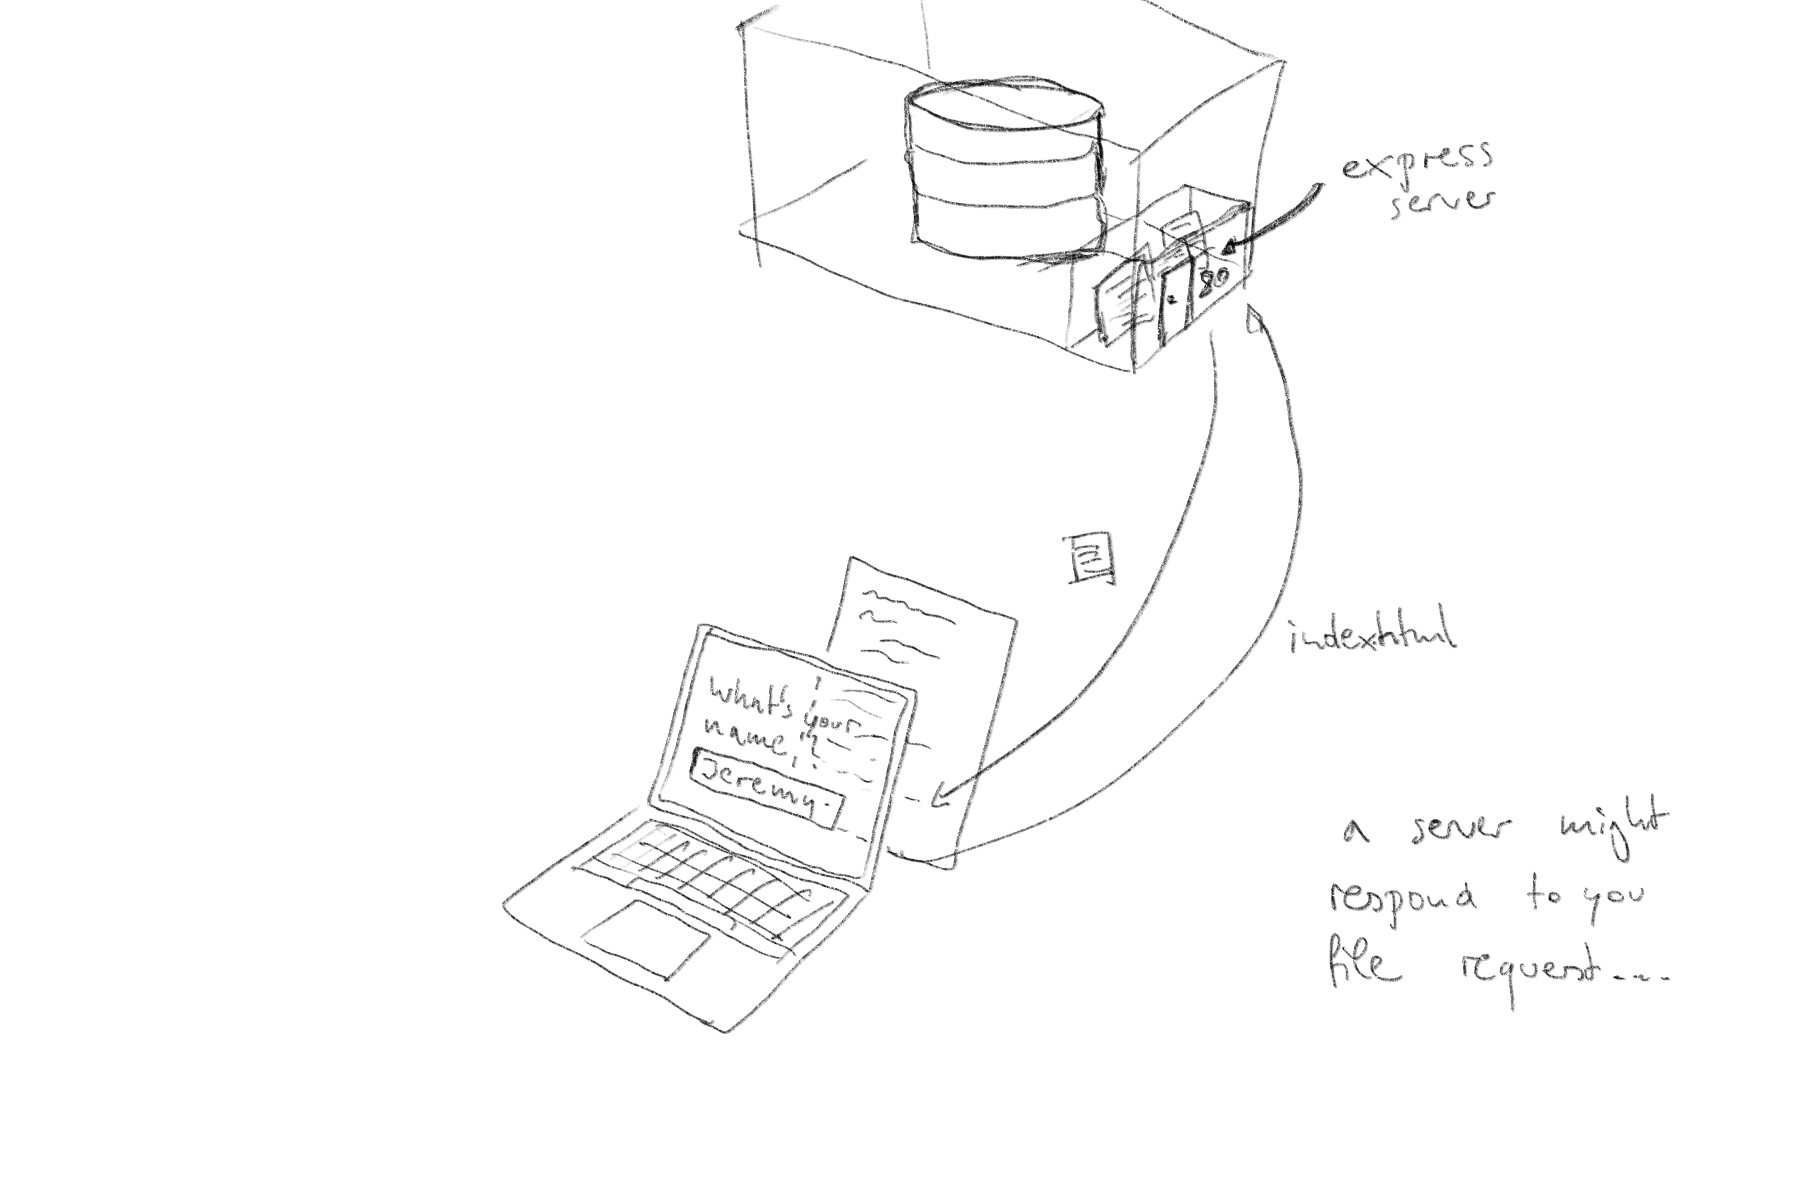 express
server
80
index.html
what's your
name?
Jeremy
a server might
respond to you
file request....